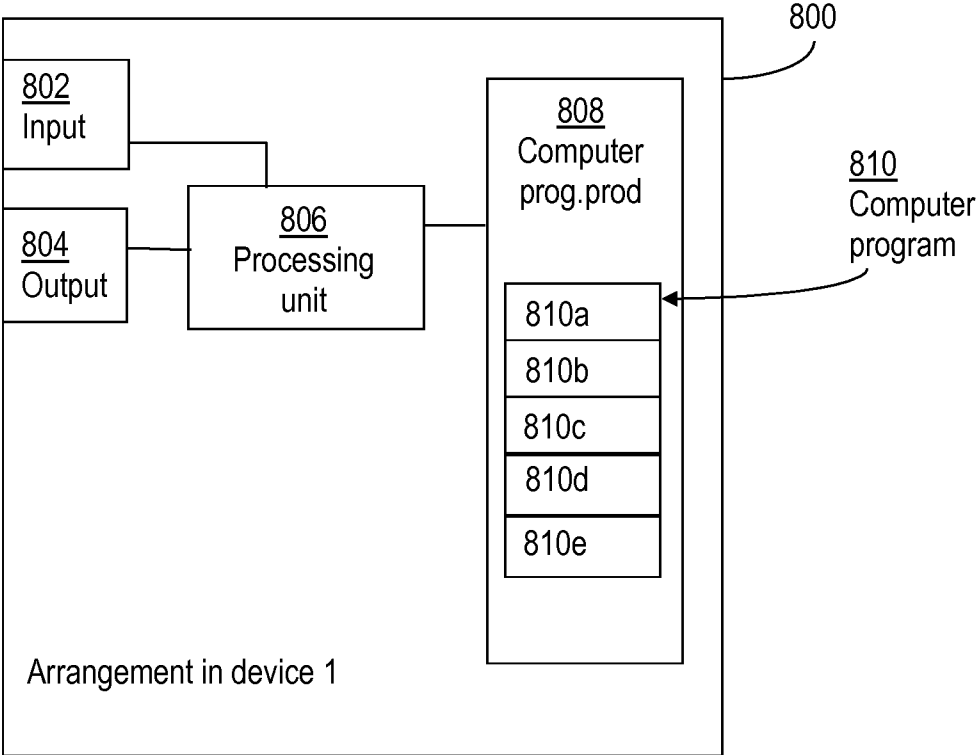 800
802
Input
804
Output
806
Processing
unit
808
Computer
prog.prod
810
Computer
program
810a
810b
810c
810d
810e
Arrangement in device 1